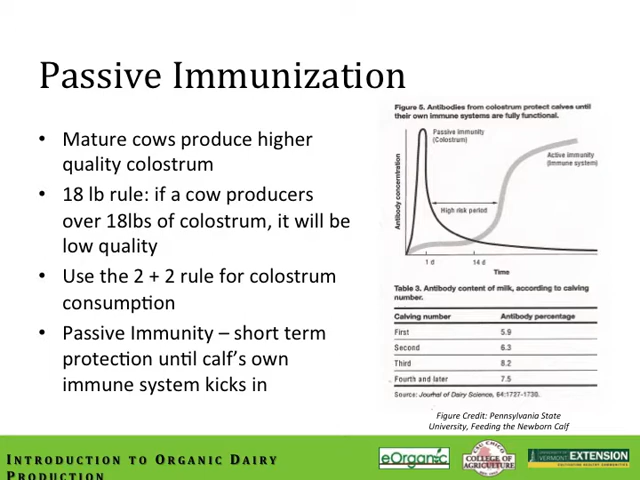 Passive Immunization
• Mature cows produce higher
quality colostrum
• 18 lb rule: if a cow producers
over 18lbs of colostrum, it will be
low quality
• Use the 2 + 2 rule for colostrum
consumption
• Passive Immunity – short term
protection until calf's own
immune system kicks in
Figure 5. Antibodies from colostrum protect calves until
their own immune systems are fully functional.
Passive immunity
(Colostrum)
Active immunity
(Immune system)
High risk period
Antibody concentration
1 d
14 d
Time
Table 3. Antibody content of milk, according to calving
number.
Calving number Antibody percentage
First 5.9
Second 6.3
Third 8.2
Fourth and later 7.5
Source: Journal of Dairy Science, 64:1727-1738.
Figure Credit: Pennsylvania State
University, Feeding the Newborn Calf
INTRODUCTION TO ORGANIC DAIRY
PRODUCTION
eOrganic
CSU CHICO
COLLEGE OF
AGRICULTURE
UNIVERSITY OF
VERMONT EXTENSION
CULTIVATING HEALTHY COMMUNITIES